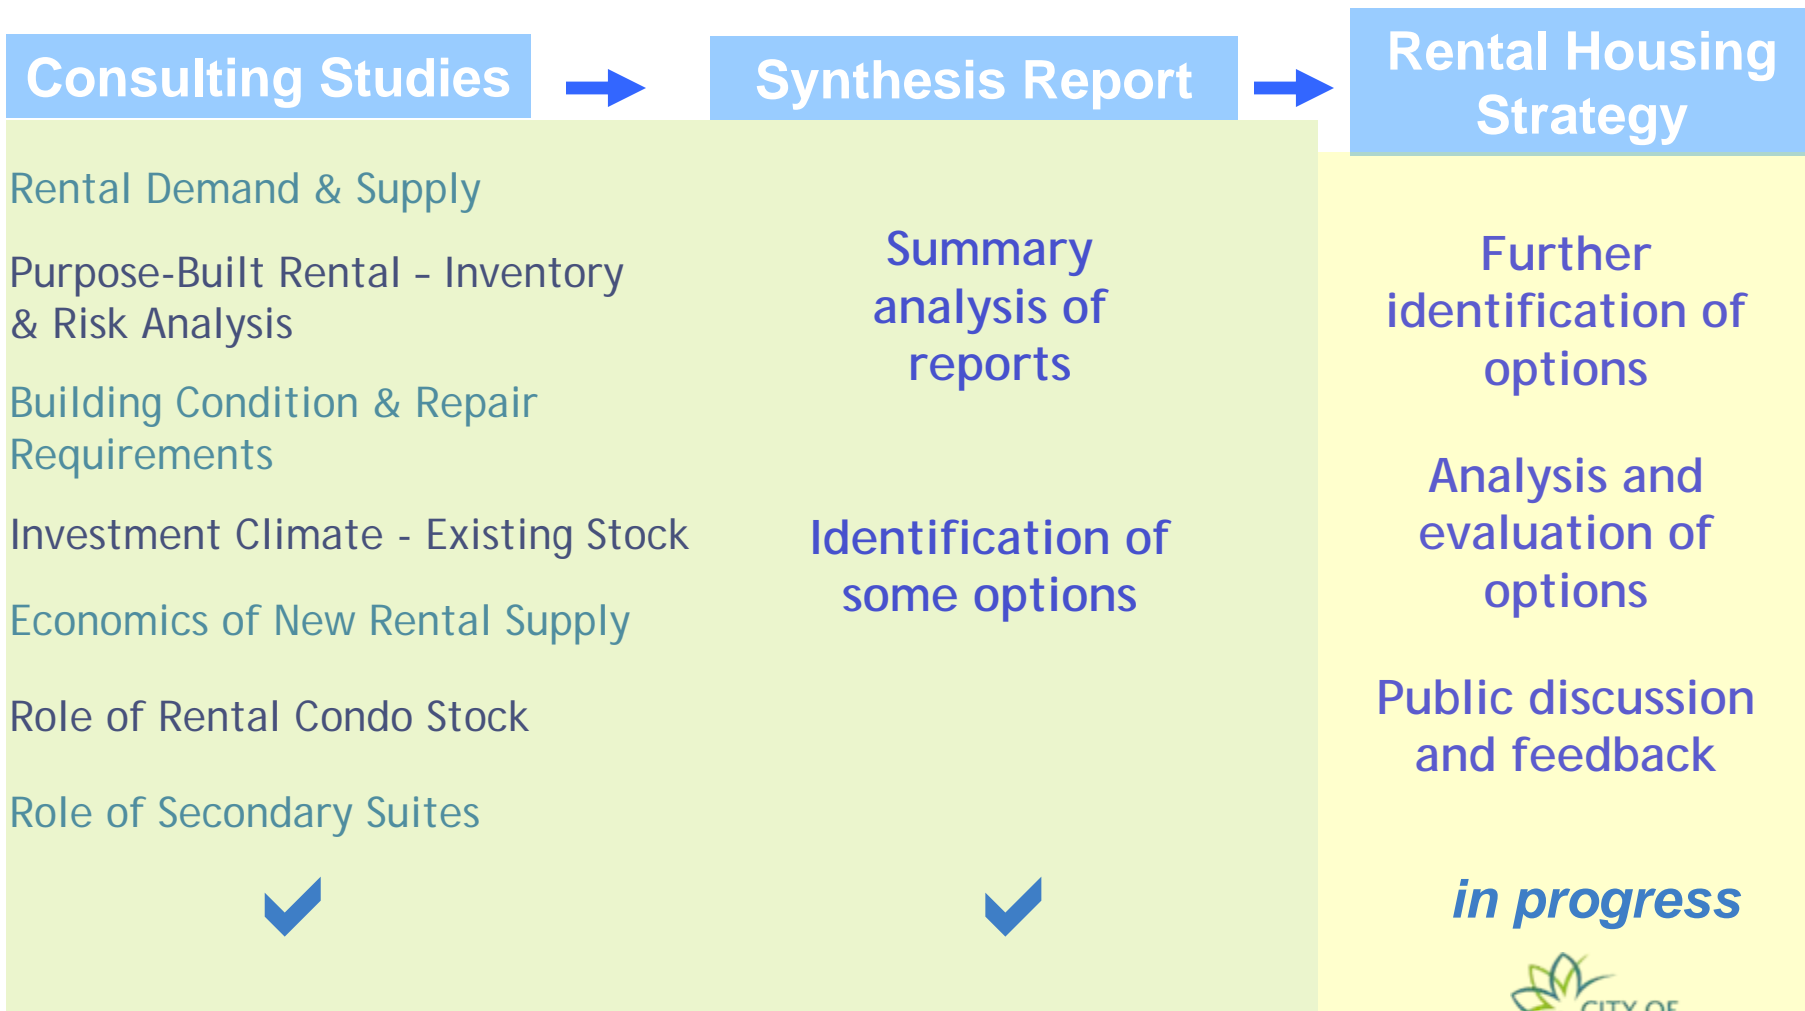 Consulting Studies
Rental Demand & Supply
Purpose-Built Rental – Inventory
& Risk Analysis
Building Condition & Repair
Requirements
Investment Climate - Existing Stock
Economics of New Rental Supply
Role of Rental Condo Stock
Role of Secondary Suites
Synthesis Report
Summary
analysis of
reports
Identification of
some options
Rental Housing
Strategy
Further
identification of
options
Analysis and
evaluation of
options
Public discussion
and feedback
in progress
CITY OF